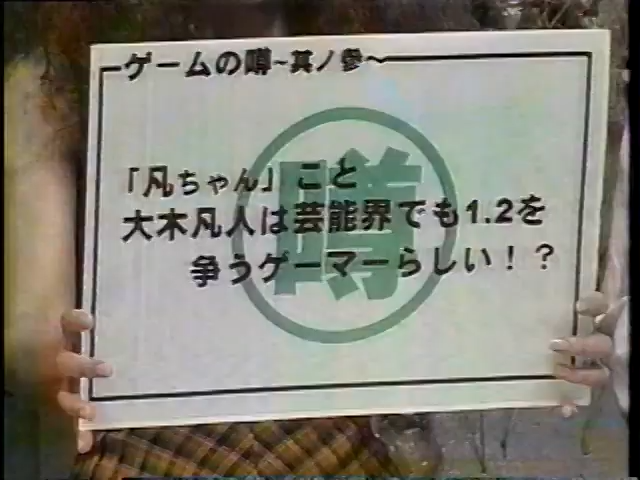 ゲームの噂~其ノ參~
噂
「凡ちゃん」こと
大木凡人は芸能界でも1.2を
争うゲーマーらしい!?